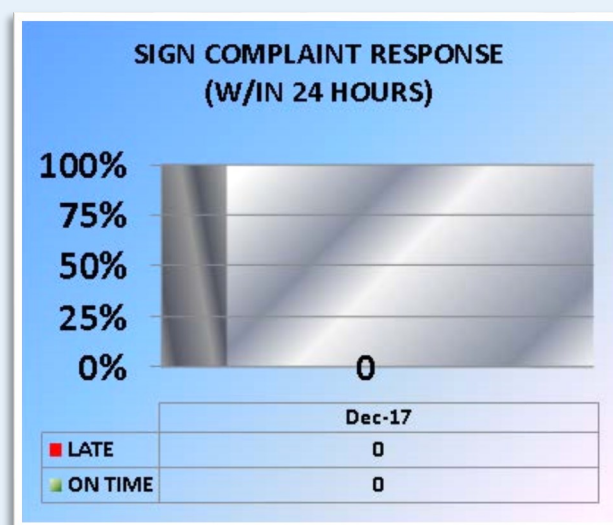 SIGN COMPLAINT RESPONSE
(W/IN 24 HOURS)
100%
75%
50%
25%
0%
0
Dec-17
LATE 0
ON TIME 0